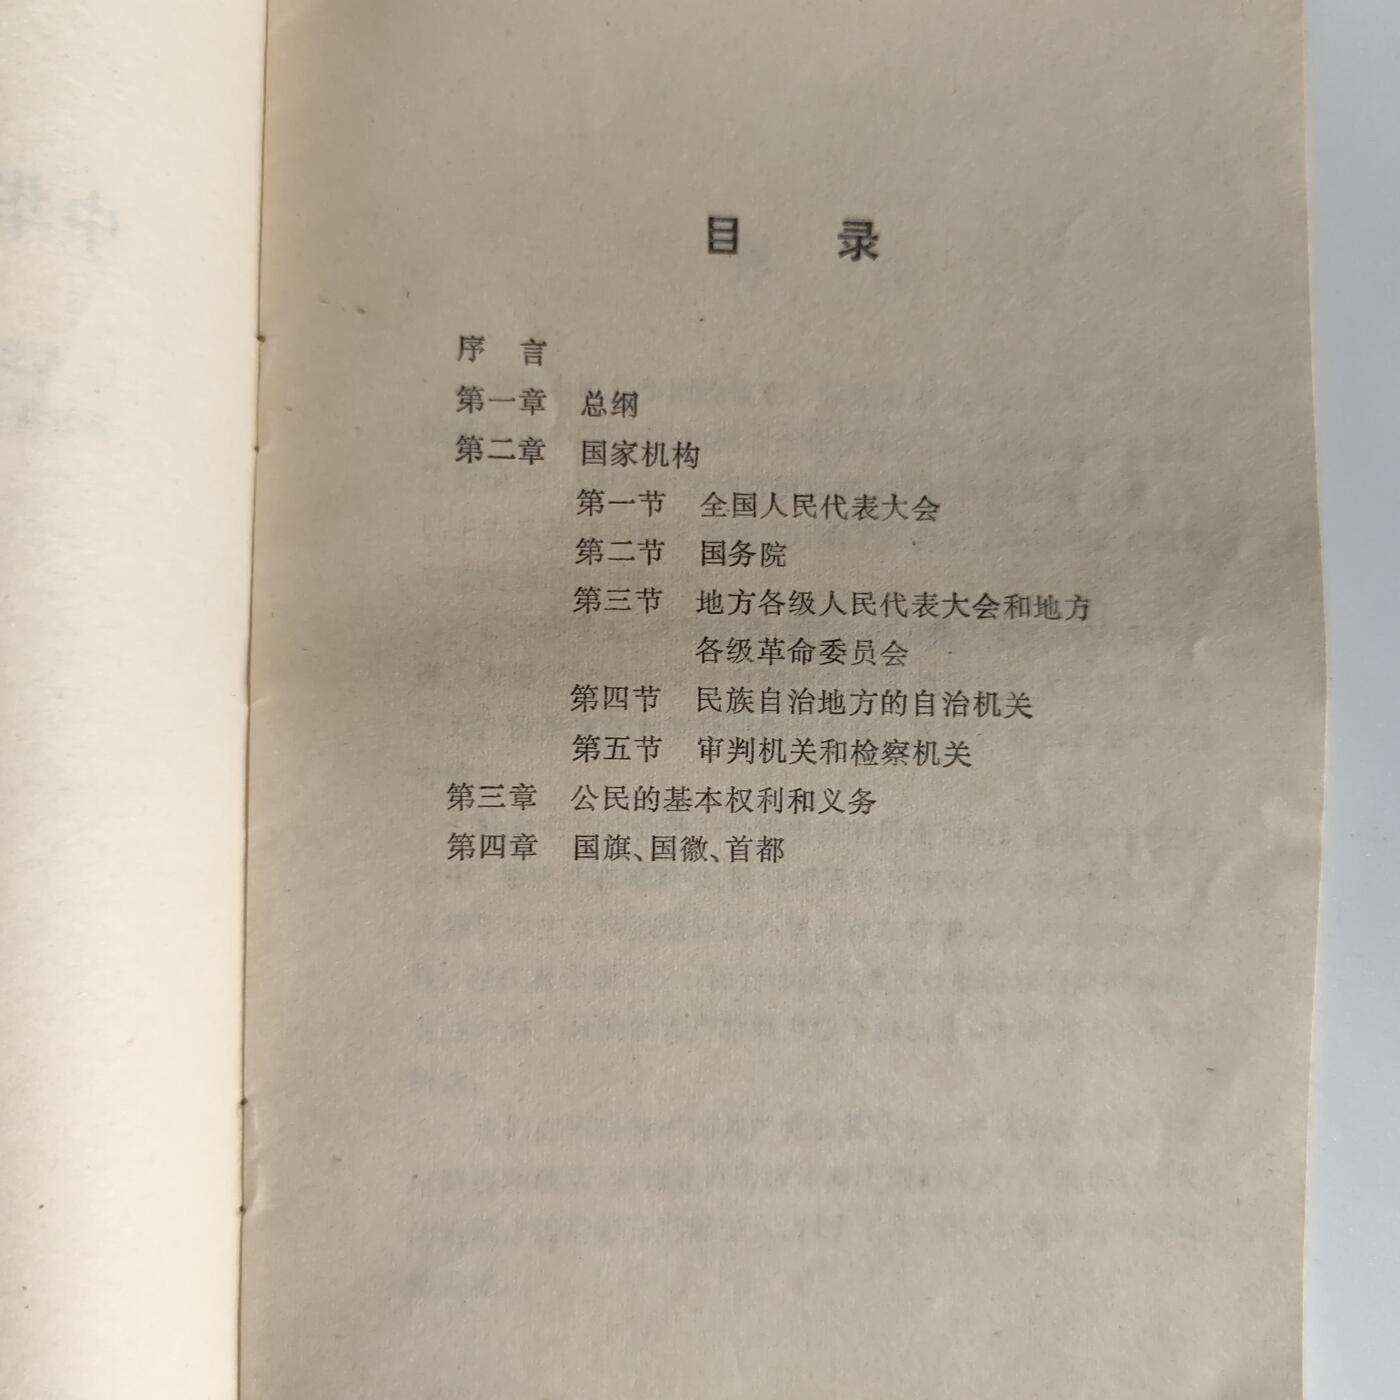 目 录
序 言
第一章 总纲
第二章 国家机构
第一节 全国人民代表大会
第二节 国务院
第三节 地方各级人民代表大会和地方
各级革命委员会
第四节 民族自治地方的自治机关
第五节 审判机关和检察机关
第三章 公民的基本权利和义务
第四章 国旗、国徽、首都